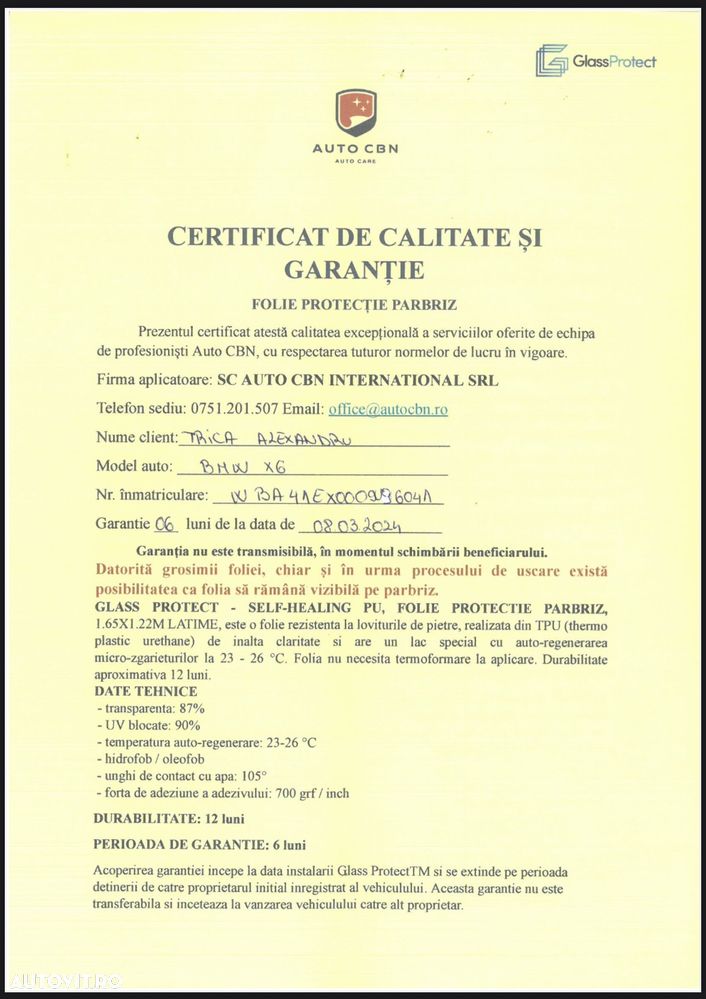 GlassProtect
AUTO CBN
AUTO CARE
CERTIFICAT DE CALITATE ȘI
GARANȚIE
FOLIE PROTECȚIE PARBRIZ
Prezentul certificat atestă calitatea excepțională a serviciilor oferite de echipa
de profesioniști Auto CBN, cu respectarea tuturor normelor de lucru în vigoare.
Firma aplicatoare: SC AUTO CBN INTERNATIONAL SRL
Telefon sediu: 0751.201.507 Email: office@autocbn.ro
Nume client: TRICA ALEXANDRU
Model auto: BMW X6
Nr. înmatriculare:
Garantie 06 luni de la data de 08.03.2024
Garanția nu este transmisibilă, în momentul schimbării beneficiarului.
Datorită grosimii foliei, chiar și în urma procesului de uscare există
posibilitatea ca folia să rămână vizibilă pe parbriz.
GLASS PROTECT - SELF-HEALING PU, FOLIE PROTECTIE PARBRIZ,
1.65X1.22M LATIME, este o folie rezistenta la loviturile de pietre, realizata din TPU (thermo
plastic urethane) de inalta claritate si are un lac special cu auto-regenerarea
micro-zgarieturilor la 23 - 26 °C. Folia nu necesita termoformare la aplicare. Durabilitate
aproximativa 12 luni.
DATE TEHNICE
- transparenta: 87%
- UV blocate: 90%
- temperatura auto-regenerare: 23-26 °C
- hidrofob / oleofob
- unghi de contact cu apa: 105°
- forta de adeziune a adezivului: 700 grf / inch
DURABILITATE: 12 luni
PERIOADA DE GARANTIE: 6 luni
Acoperirea garantiei incepe la data instalarii Glass ProtectTM si se extinde pe perioada
detinerii de catre proprietarul initial inregistrat al vehiculului. Aceasta garantie nu este
transferabila si inceteaza la vanzarea vehiculului catre alt proprietar.
AUTOVIT.RO